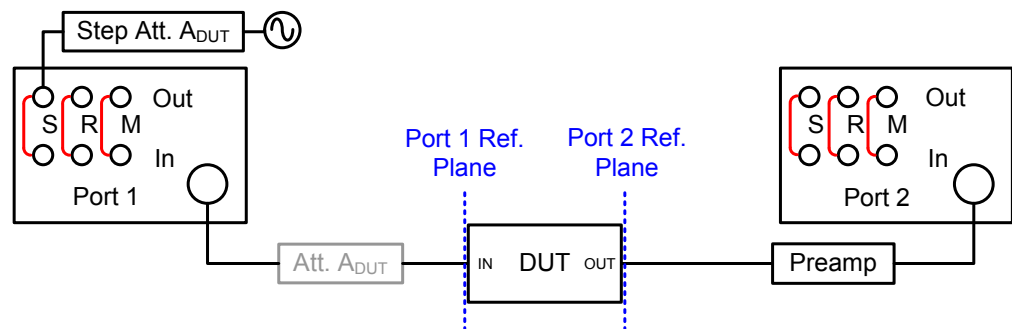 Step Att. ADUT
Out
S R M
In
Port 1
Port 1 Ref.
Plane
Port 2 Ref.
Plane
Out
S R M
In
Port 2
Att. ADUT
IN DUT OUT
Preamp